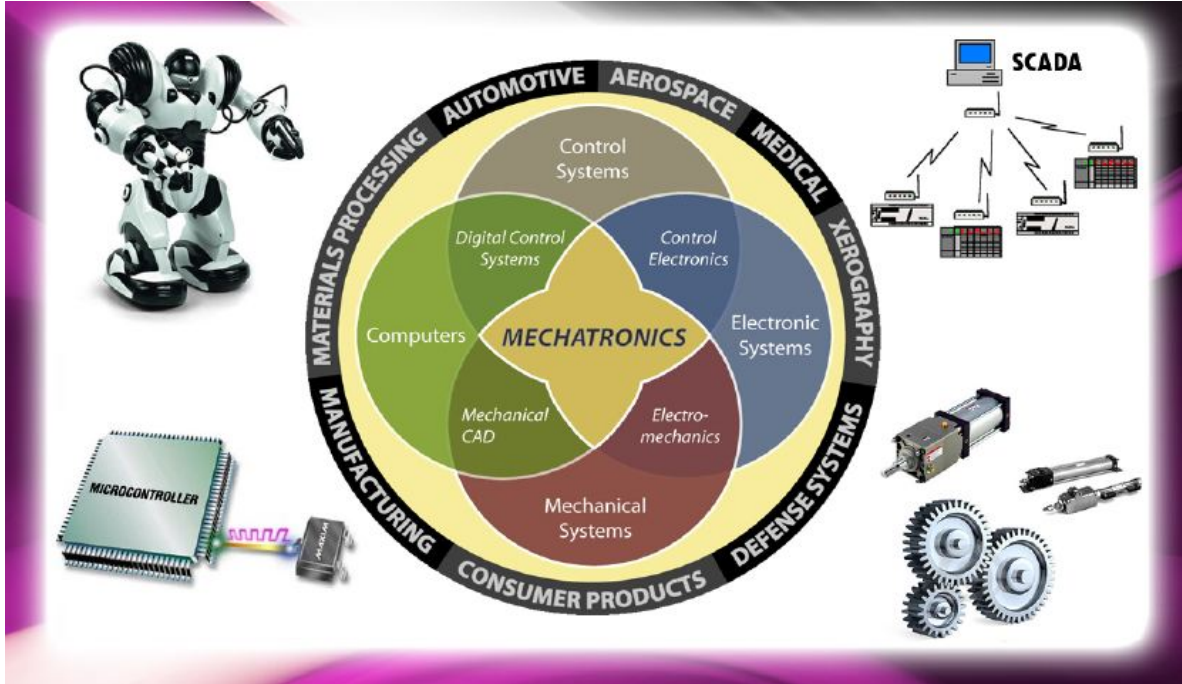 SCADA
AUTOMOTIVE
AEROSPACE
MEDICAL
XEROGRAPHY
DEFENSE SYSTEMS
CONSUMER PRODUCTS
MANUFACTURING
MATERIALS PROCESSING
Control
Systems
Digital Control
Systems
Control
Electronics
Computers
MECHATRONICS
Electronic
Systems
Mechanical
CAD
Electro-
mechanics
Mechanical
Systems
MICROCONTROLLER
MAXIM